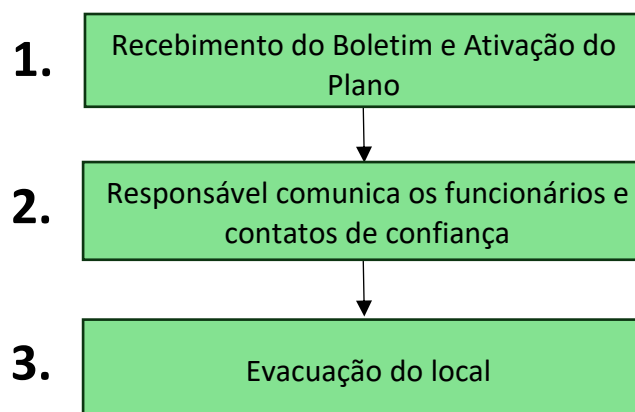 1.
Recebimento do Boletim e Ativação do
Plano
2.
Responsável comunica os funcionários e
contatos de confiança
3.
Evacuação do local